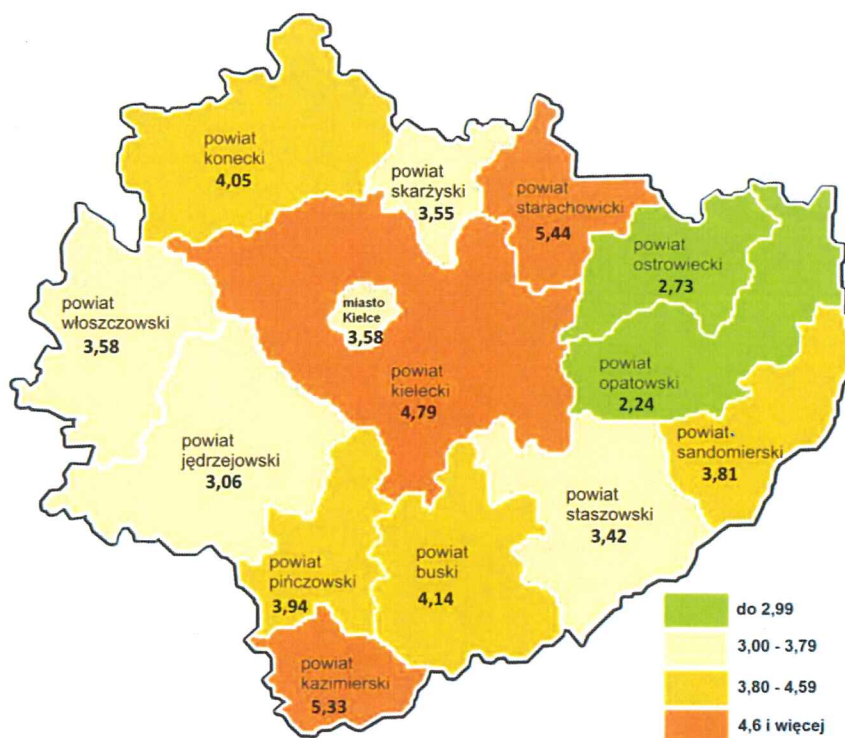 powiat
konecki
4,05
powiat
skarżyski
3,55
powiat
starachowicki
5,44
powiat
ostrowiecki
2,73
powiat
włoszczowski
3,58
miasto
Kielce
3,58
powiat
kielecki
4,79
powiat
opatowski
2,24
powiat
sandomierski
3,81
powiat
jędrzejowski
3,06
powiat
staszowski
3,42
powiat
pińczowski
3,94
powiat
buski
4,14
powiat
kazimierski
5,33
do 2,99
3,00 - 3,79
3,80 - 4,59
4,6 i więcej